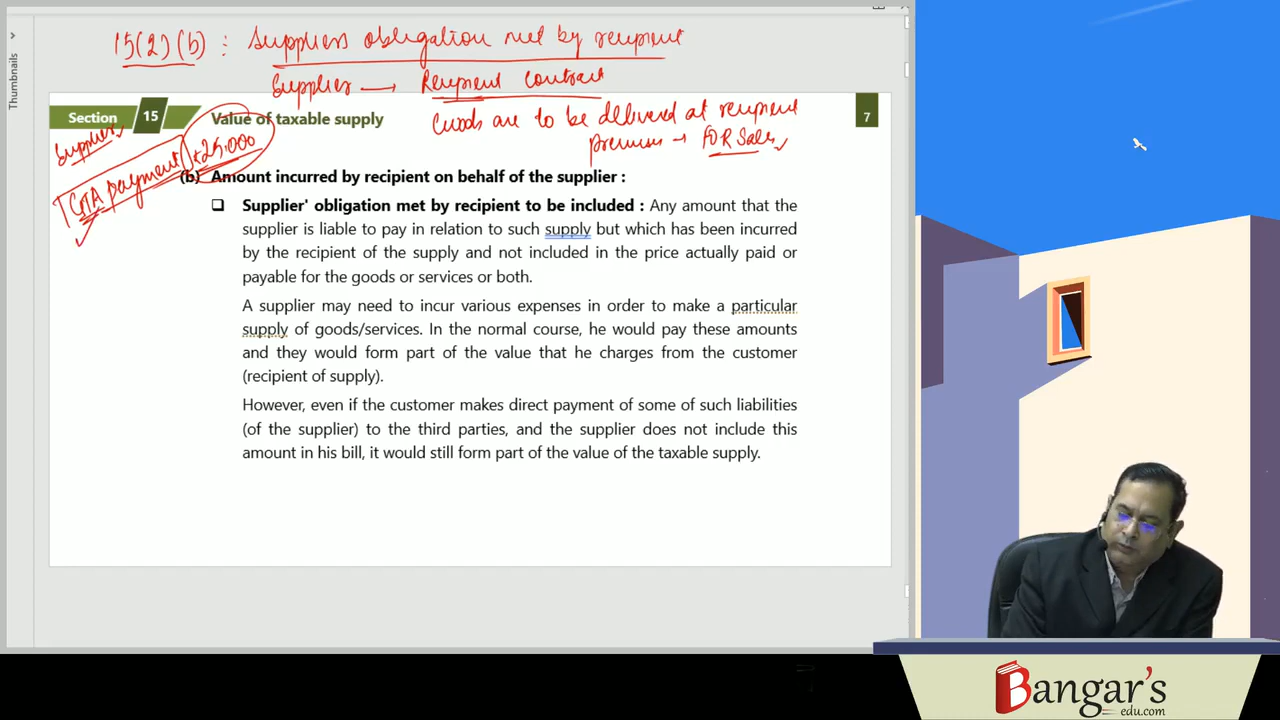 15(2)(b) : Suppliers obligation met by recipient
Supplier → Recipient contract
Goods are to be delivered at recipient
premises → FOR Sales
Supplier
GTA payment +25,000
Thumbnails
Section 15 Value of taxable supply 7
(b) Amount incurred by recipient on behalf of the supplier :
❑ Supplier' obligation met by recipient to be included : Any amount that the
supplier is liable to pay in relation to such supply but which has been incurred
by the recipient of the supply and not included in the price actually paid or
payable for the goods or services or both.
A supplier may need to incur various expenses in order to make a particular
supply of goods/services. In the normal course, he would pay these amounts
and they would form part of the value that he charges from the customer
(recipient of supply).
However, even if the customer makes direct payment of some of such liabilities
(of the supplier) to the third parties, and the supplier does not include this
amount in his bill, it would still form part of the value of the taxable supply.
Bangar's
edu.com